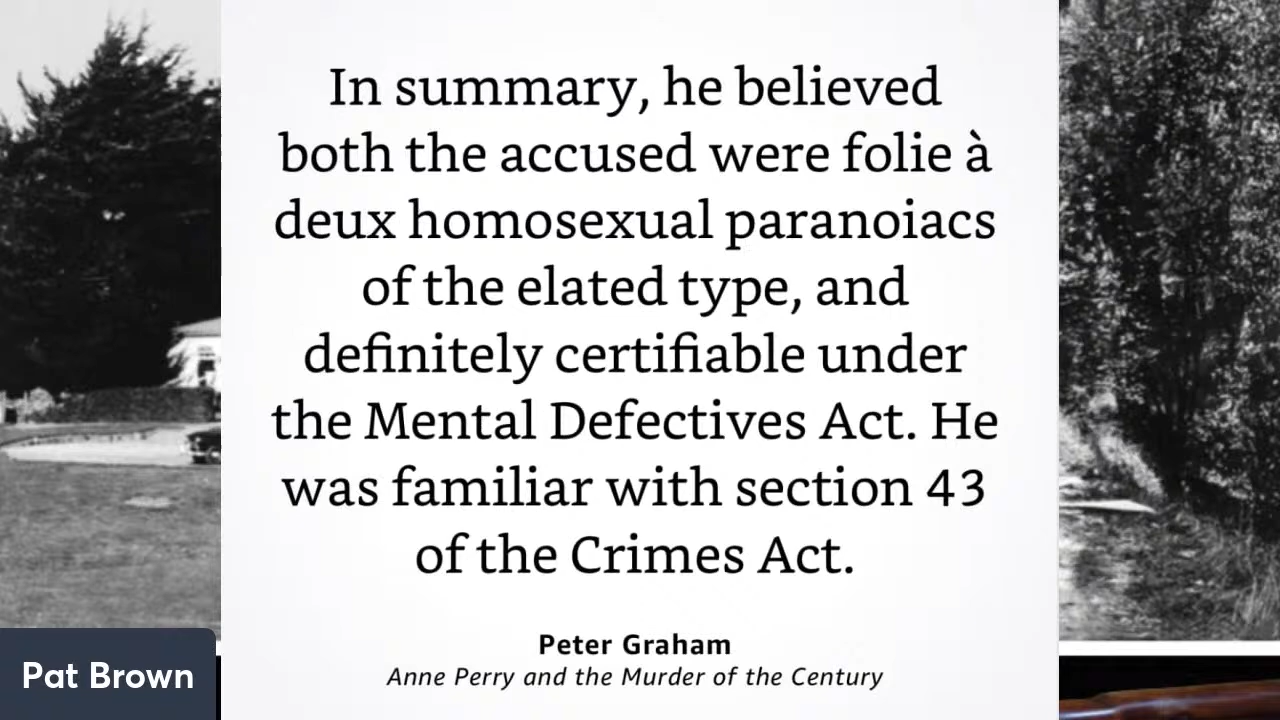 In summary, he believed
both the accused were folie à
deux homosexual paranoiacs
of the elated type, and
definitely certifiable under
the Mental Defectives Act. He
was familiar with section 43
of the Crimes Act.
Peter Graham
Anne Perry and the Murder of the Century
Pat Brown